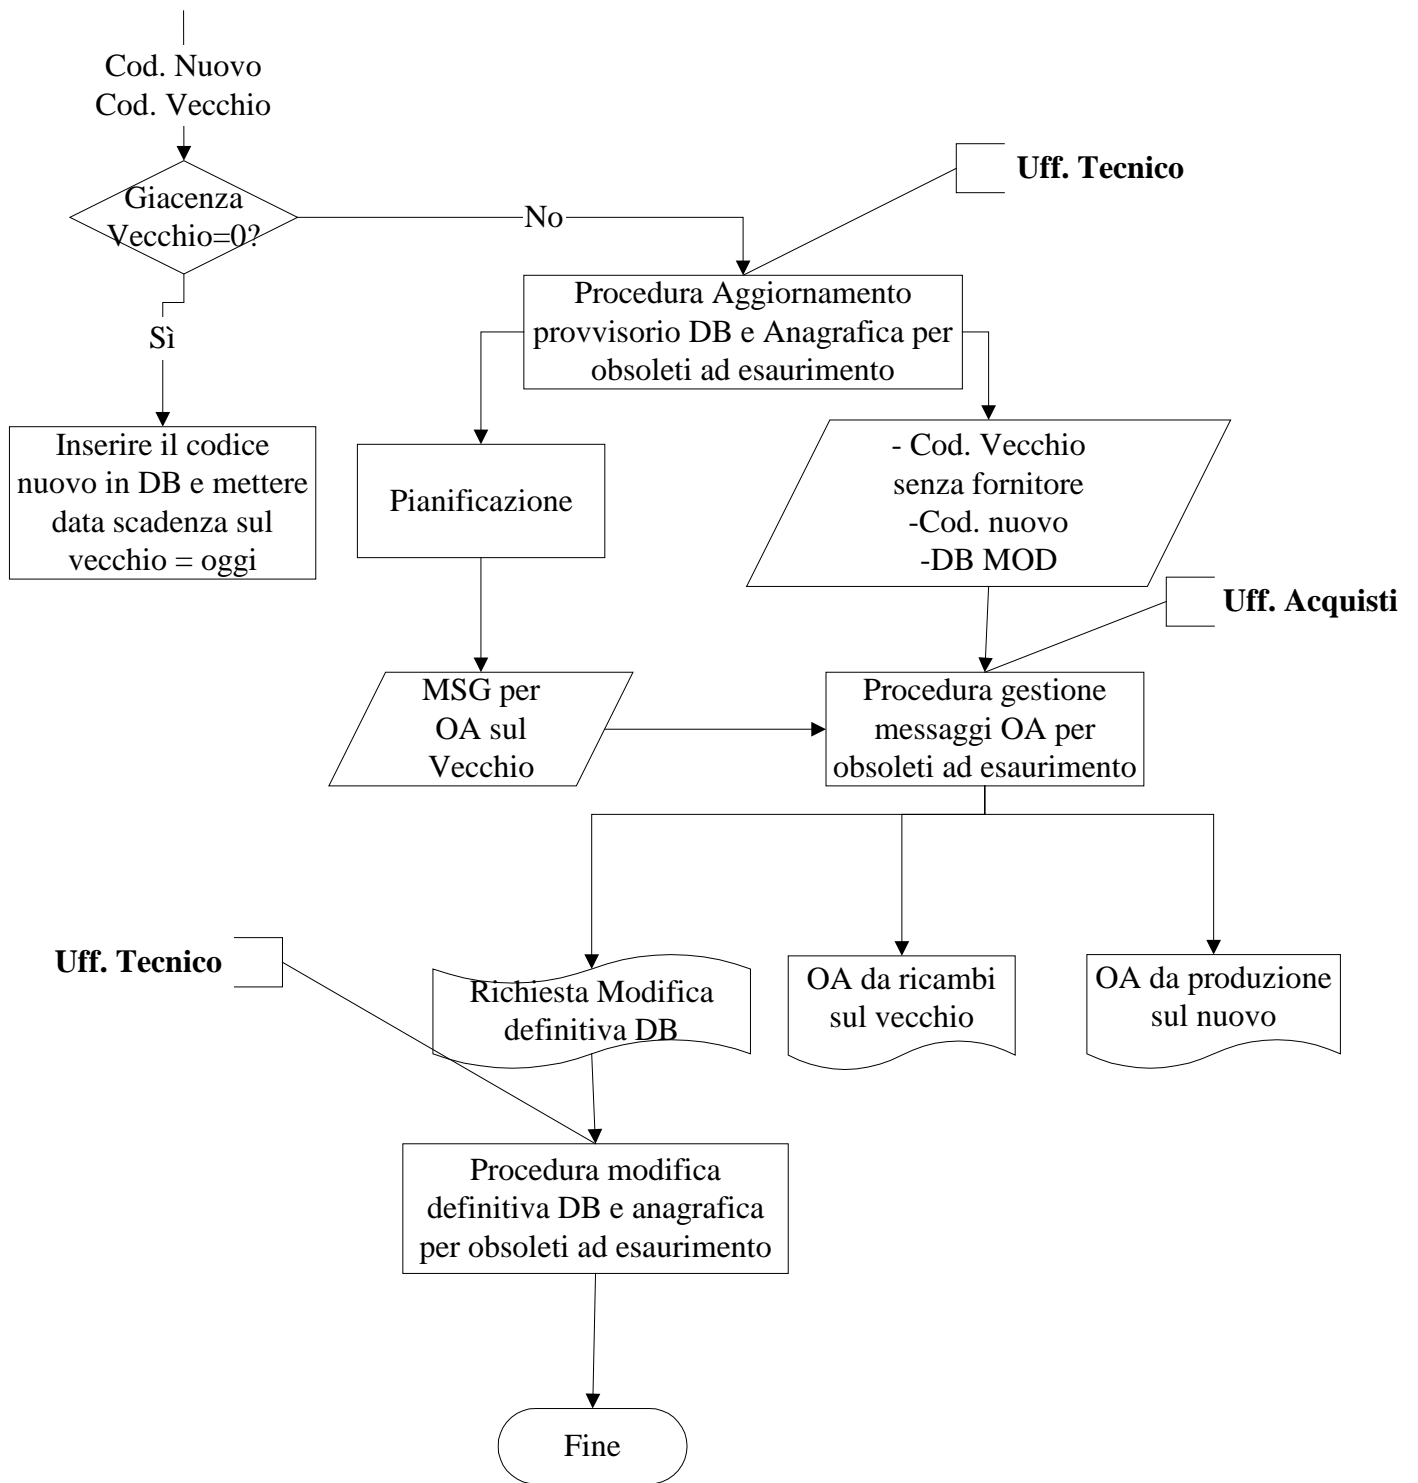 Cod. Nuovo
Cod. Vecchio
Uff. Tecnico
Giacenza
Vecchio=0?
No
Procedura Aggiornamento
provvisorio DB e Anagrafica per
obsoleti ad esaurimento
Sì
Inserire il codice
nuovo in DB e mettere
data scadenza sul
vecchio = oggi
Pianificazione
- Cod. Vecchio
senza fornitore
-Cod. nuovo
-DB MOD
Uff. Acquisti
MSG per
OA sul
Vecchio
Procedura gestione
messaggi OA per
obsoleti ad esaurimento
Uff. Tecnico
Richiesta Modifica
definitiva DB
OA da ricambi
sul vecchio
OA da produzione
sul nuovo
Procedura modifica
definitiva DB e anagrafica
per obsoleti ad esaurimento
Fine